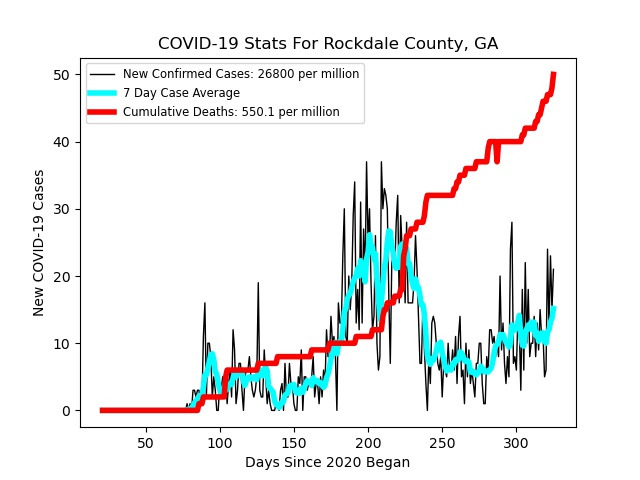 COVID-19 Stats For Rockdale County, GA
New Confirmed Cases: 26800 per million
7 Day Case Average
Cumulative Deaths: 550.1 per million
50
40
30
20
10
0
New COVID-19 Cases
50 100 150 200 250 300
Days Since 2020 Began